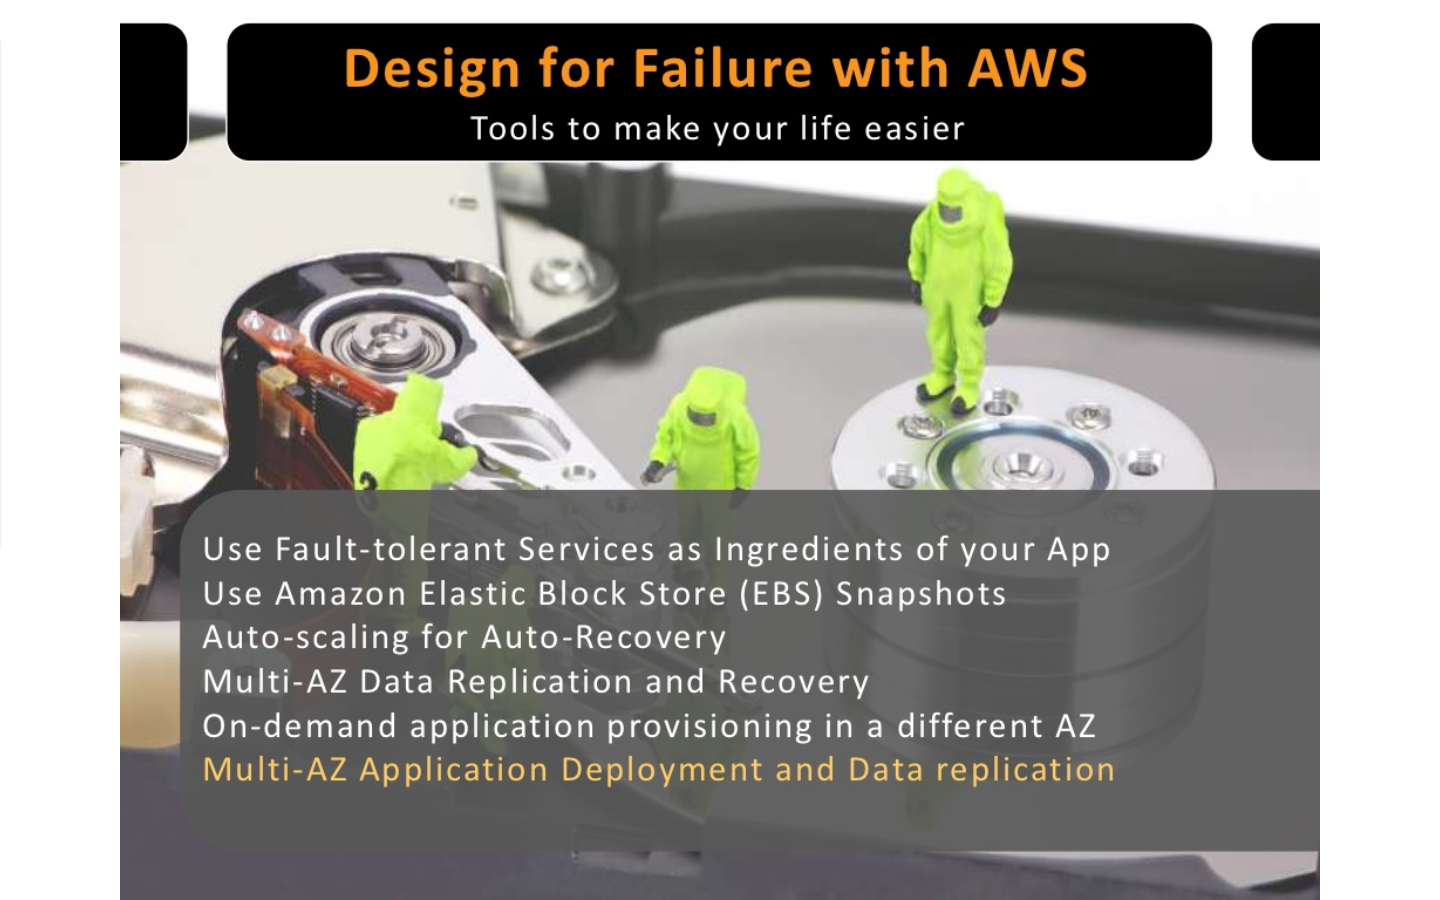 Design for Failure with AWS
Tools to make your life easier
Use Fault-tolerant Services as Ingredients of your App
Use Amazon Elastic Block Store (EBS) Snapshots
Auto-scaling for Auto-Recovery
Multi-AZ Data Replication and Recovery
On-demand application provisioning in a different AZ
Multi-AZ Application Deployment and Data replication